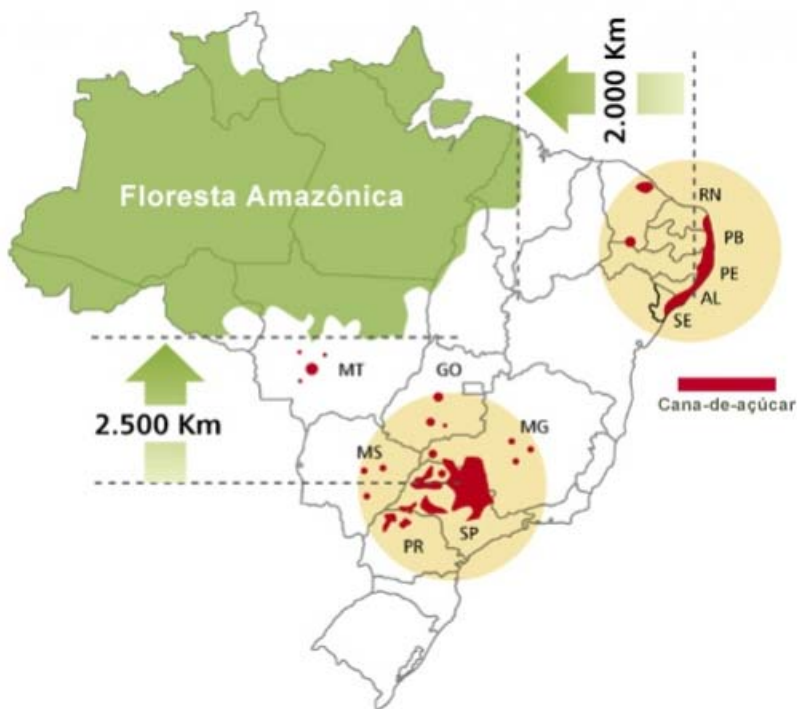 2.000 Km
Floresta Amazônica
RN
PB
PE
AL
SE
Cana-de-açúcar
MT
GO
2.500 Km
MG
MS
SP
PR